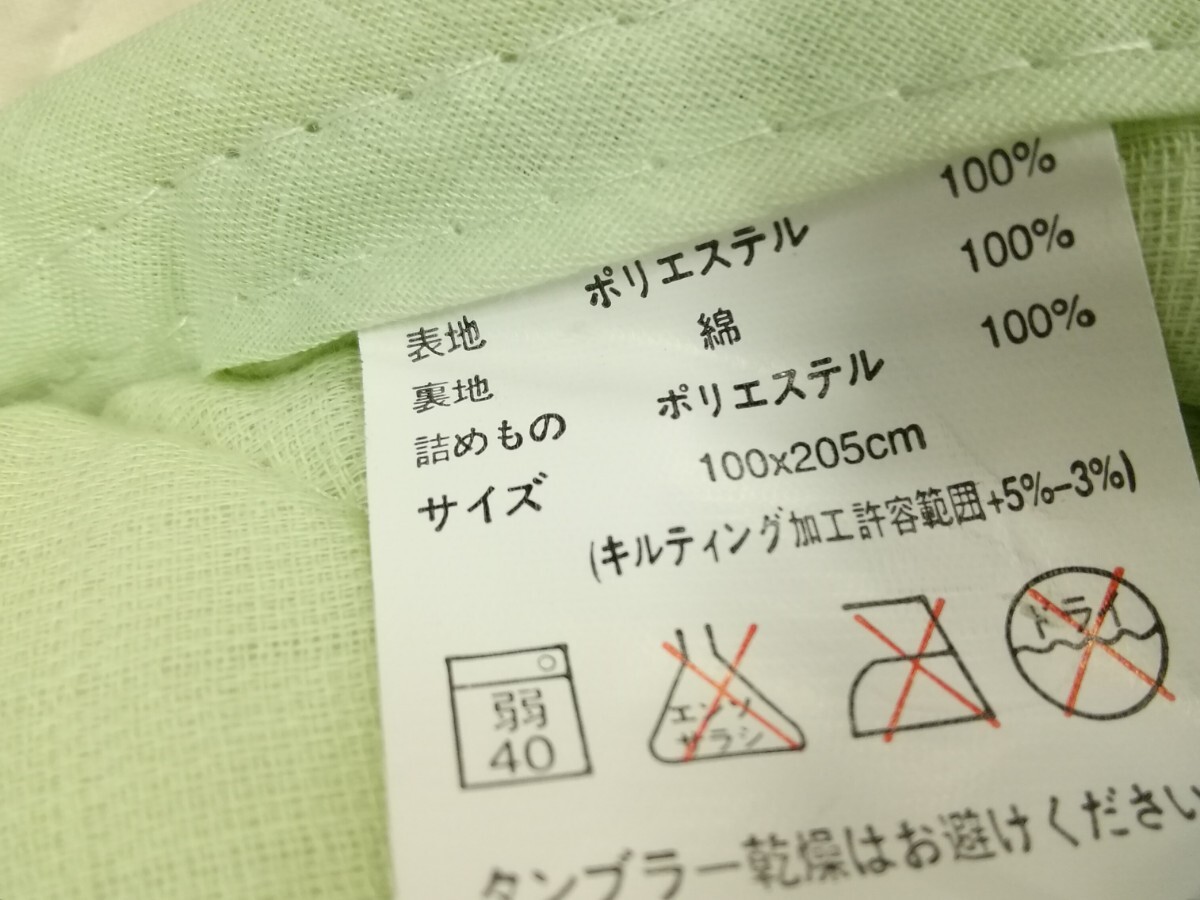 表地 ポリエステル 100%
裏地 綿 100%
詰めもの ポリエステル 100%
サイズ 100x205cm
(キルティング加工許容範囲+5%-3%)
弱
40
エンソ
サラシ
ドライ
タンブラー乾燥はお避けください